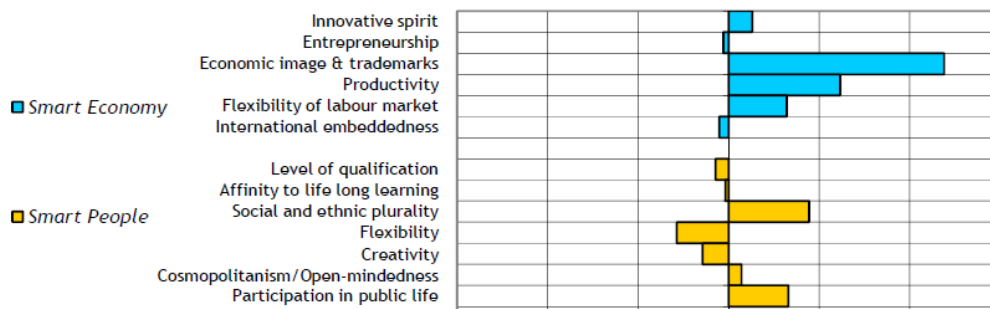 Innovative spirit
Entrepreneurship
Economic image & trademarks
Productivity
Smart Economy
Flexibility of labour market
International embeddedness
Level of qualification
Affinity to life long learning
Smart People
Social and ethnic plurality
Flexibility
Creativity
Cosmopolitanism/Open-mindedness
Participation in public life